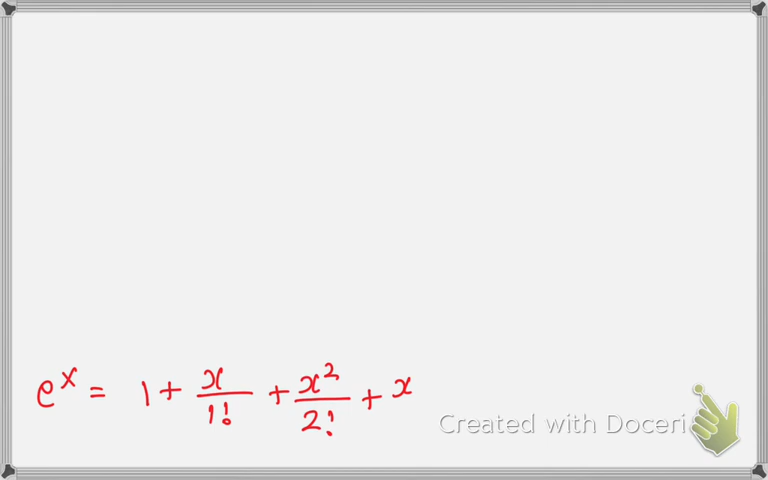 e^x = 1 + x/1! + x^2/2! + x
Created with Doceri